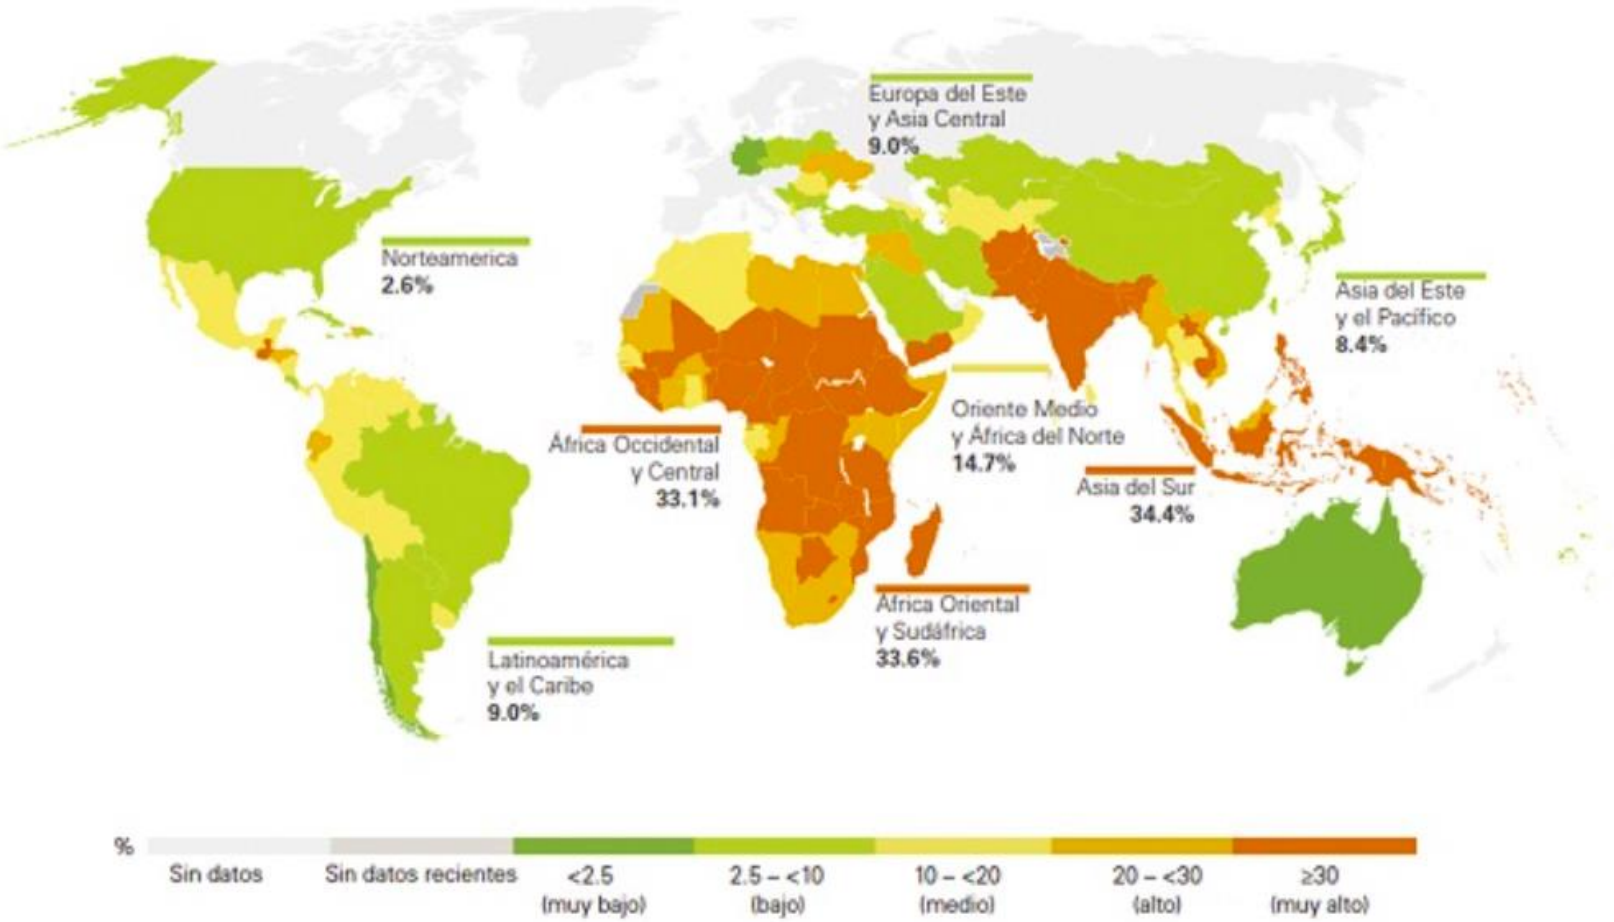 Europa del Este
y Asia Central
9.0%
Norteamerica
2.6%
Asia del Este
y el Pacífico
8.4%
Oriente Medio
y África del Norte
14.7%
África Occidental
y Central
33.1%
Asia del Sur
34.4%
África Oriental
y Sudáfrica
33.6%
Latinoamérica
y el Caribe
9.0%
%
Sin datos
Sin datos recientes
<2.5
(muy bajo)
2.5 – <10
(bajo)
10 – <20
(medio)
20 – <30
(alto)
≥30
(muy alto)